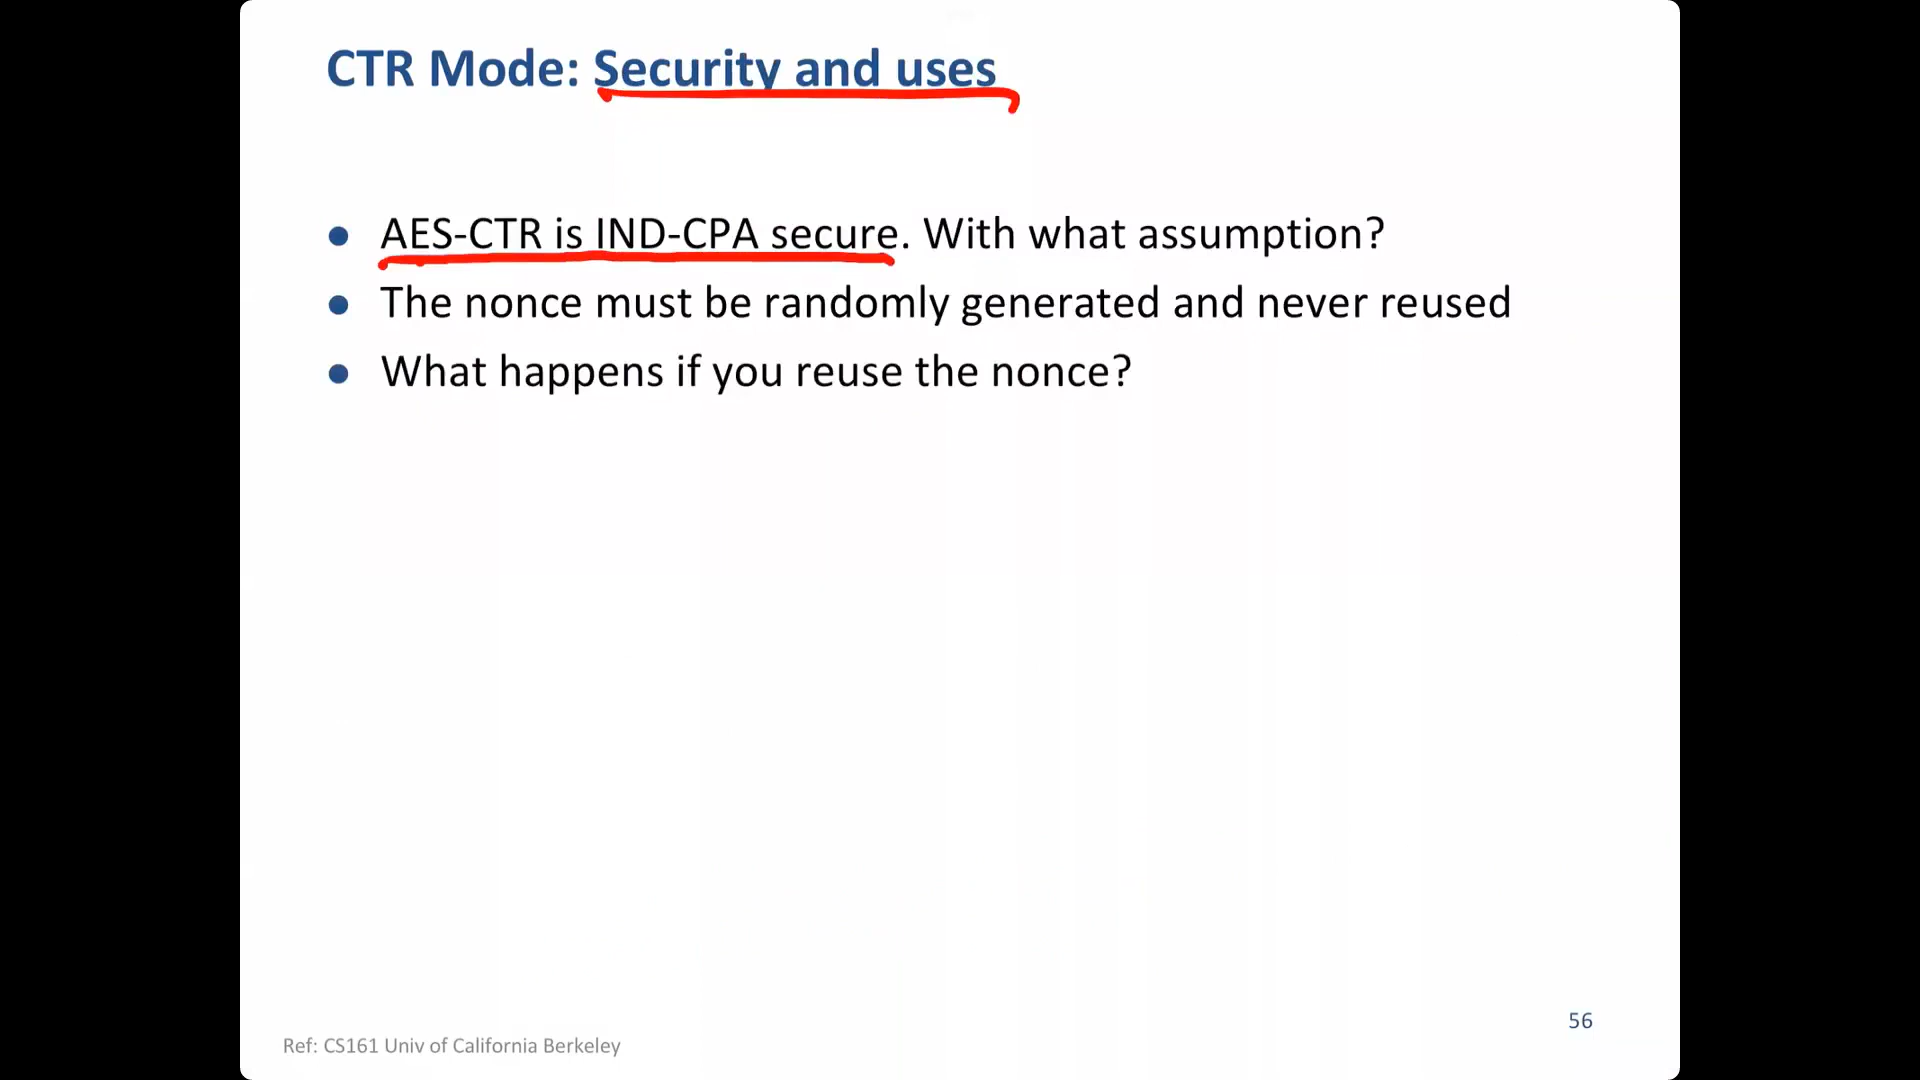 CTR Mode: Security and uses
● AES-CTR is IND-CPA secure. With what assumption?
● The nonce must be randomly generated and never reused
● What happens if you reuse the nonce?
56
Ref: CS161 Univ of California Berkeley